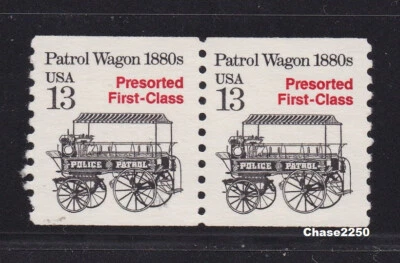 Patrol Wagon 1880s
USA
Presorted
First-Class
13
POLICE PATROL
Patrol Wagon 1880s
USA
Presorted
First-Class
13
POLICE PATROL
Chase2250